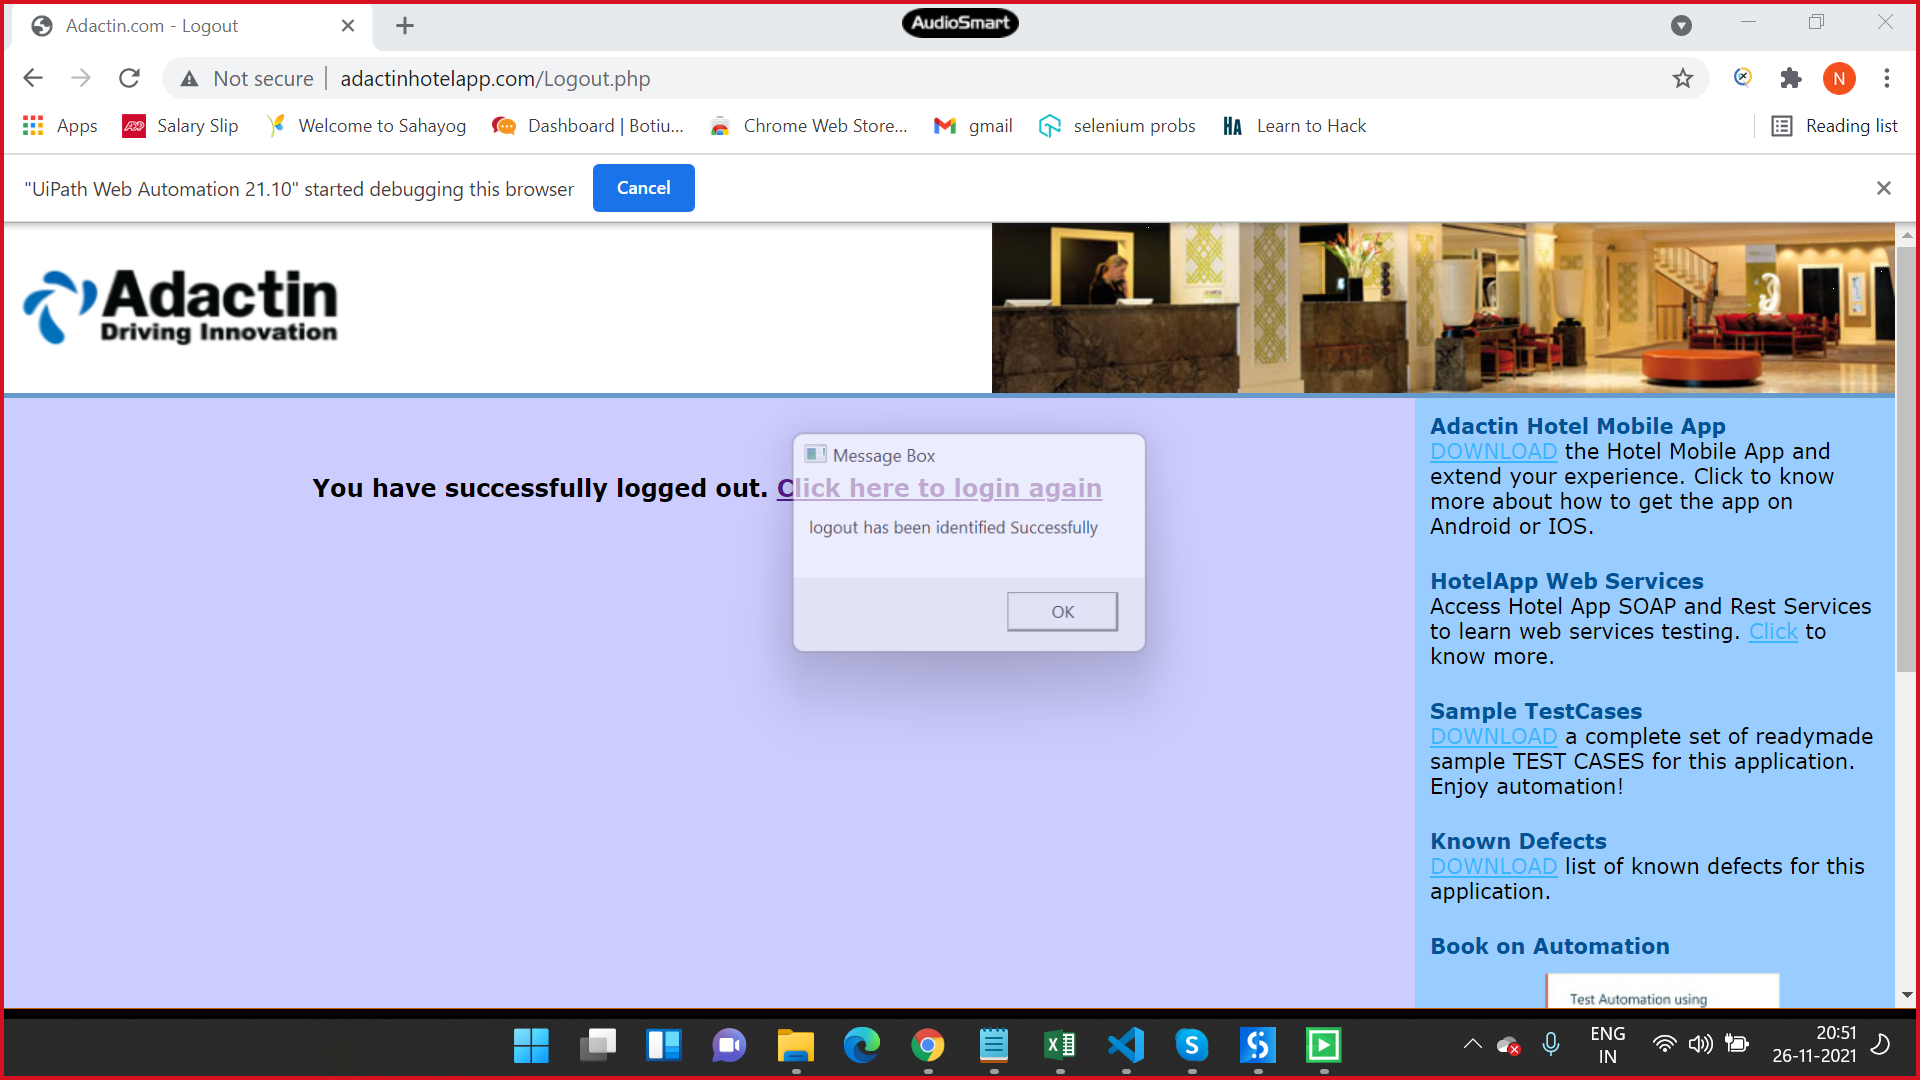 Adactin.com - Logout
AudioSmart
Not secure
adactinhotelapp.com/Logout.php
N
Apps
Salary Slip
Welcome to Sahayog
Dashboard | Botiu...
Chrome Web Store...
gmail
selenium probs
HA
Learn to Hack
Reading list
"UiPath Web Automation 21.10" started debugging this browser
Cancel
Adactin
Driving Innovation
You have successfully logged out. Click here to login again
Message Box
logout has been identified Successfully
OK
Adactin Hotel Mobile App
DOWNLOAD the Hotel Mobile App and
extend your experience. Click to know
more about how to get the app on
Android or IOS.
HotelApp Web Services
Access Hotel App SOAP and Rest Services
to learn web services testing. Click to
know more.
Sample TestCases
DOWNLOAD a complete set of readymade
sample TEST CASES for this application.
Enjoy automation!
Known Defects
DOWNLOAD list of known defects for this
application.
Book on Automation
Test Automation using
ENG
IN
20:51
26-11-2021